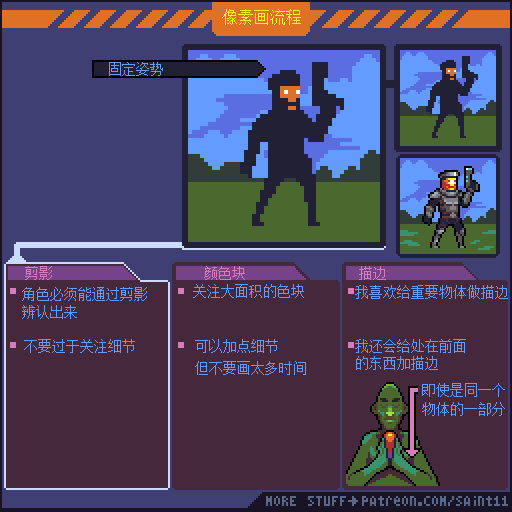 像素画流程
固定姿势
剪影
角色必须能通过剪影
辨认出来
不要过于关注细节
颜色块
关注大面积的色块
可以加点细节
但不要画太多时间
描边
我喜欢给重要物体做描边
我还会给处在前面
的东西加描边
即使是同一个
物体的一部分
MORE STUFF→PATREON.COM/SAINT11